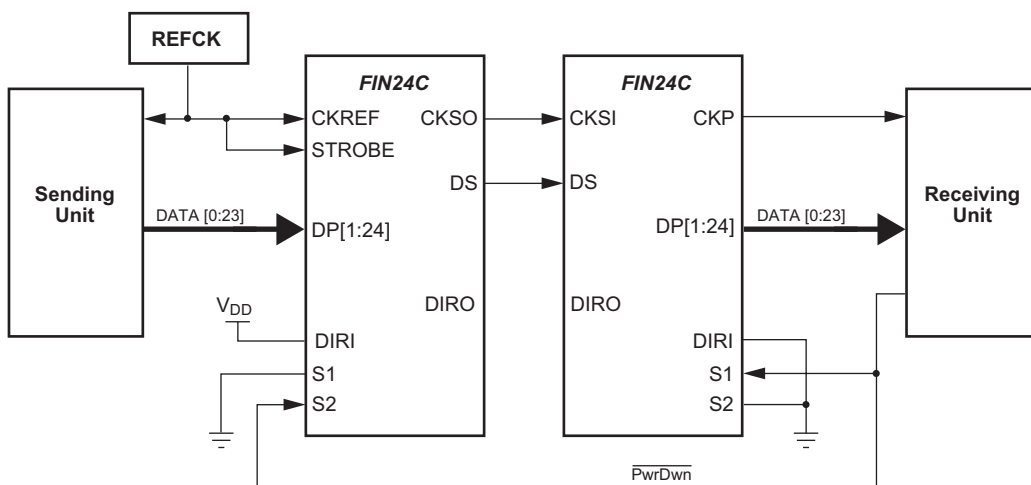 REFCK
FIN24C
CKREF
CKSO
STROBE
DS
DP[1:24]
DIRO
DIRI
S1
S2
FIN24C
CKSI
CKP
DS
DP[1:24]
DIRO
DIRI
S1
S2
Sending
Unit
DATA [0:23]
VDD
DATA [0:23]
Receiving
Unit
PwrDwn